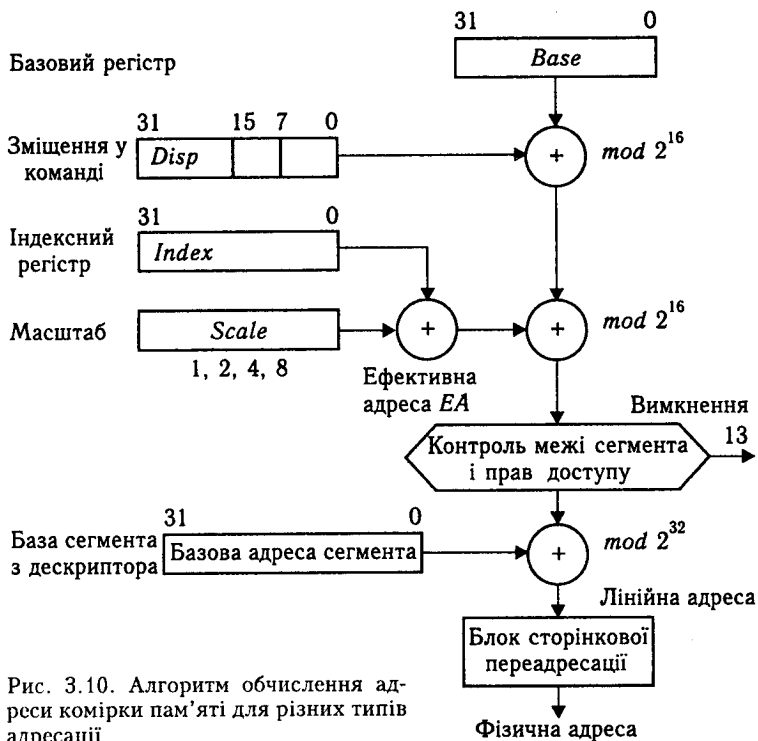 31 0
Базовий регістр
Base
31 15 7 0
Зміщення у
команді
Disp
+
mod 2^16
31 0
Індексний
регістр
Index
Масштаб
Scale
+
+
mod 2^16
1, 2, 4, 8
Ефективна
адреса EA
Вимкнення
13
Контроль межі сегмента
і прав доступу
31 0
База сегмента
з дескриптора
Базова адреса сегмента
+
mod 2^32
Лінійна адреса
Блок сторінкової
переадресації
Фізична адреса
Рис. 3.10. Алгоритм обчислення ад-
реси комірки пам'яті для різних типів
адресації